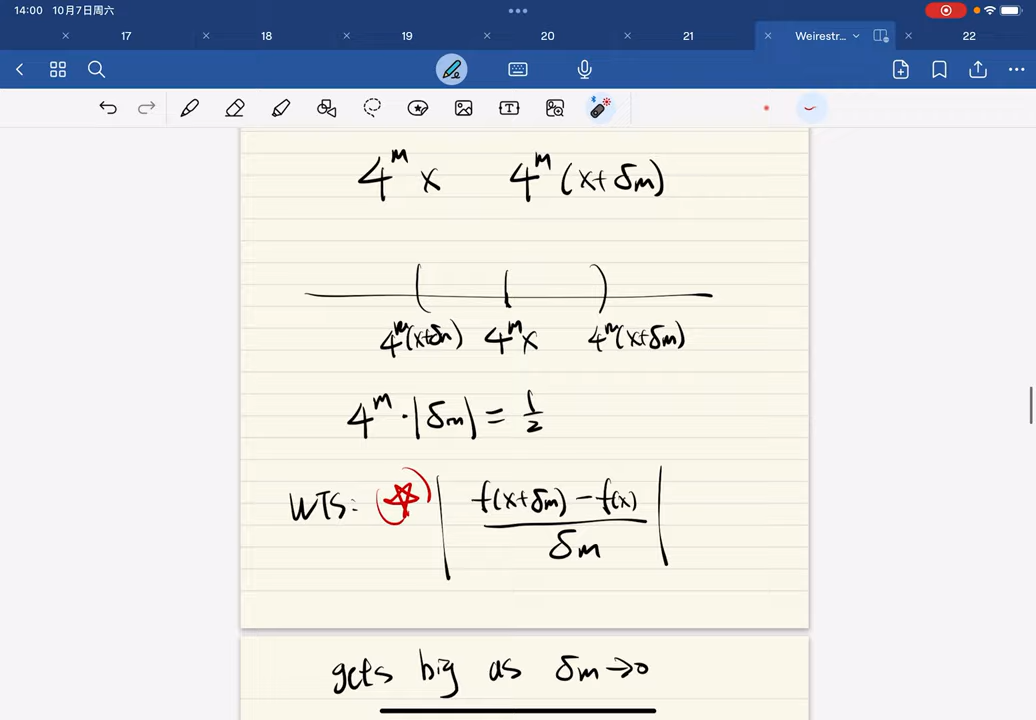 14:00 10月7日周六
17 18 19 20 21 Weirestr... 22
4^m x 4^m (x+δm)
4^m(x+δm) 4^m x 4^m(x+δm)
4^m · |δm| = 1/2
WTS: | f(x+δm) - f(x) / δm |
gets big as δm→0